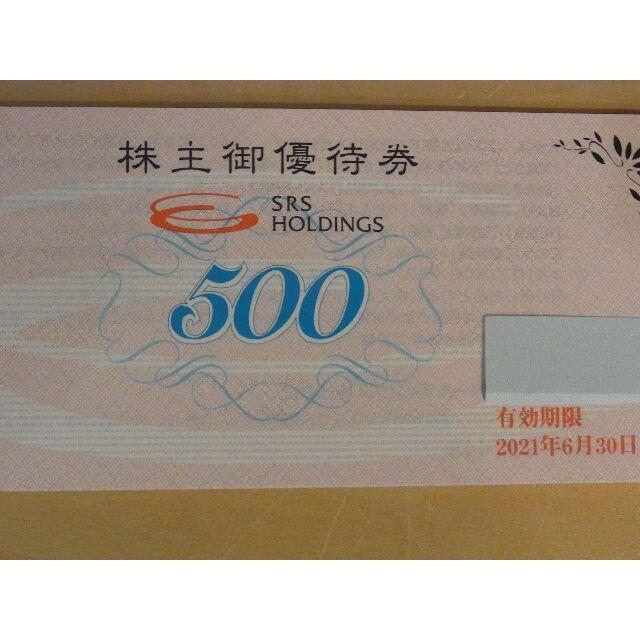 株主御優待券
SRS
HOLDINGS
500
有効期限
2021年6月30日